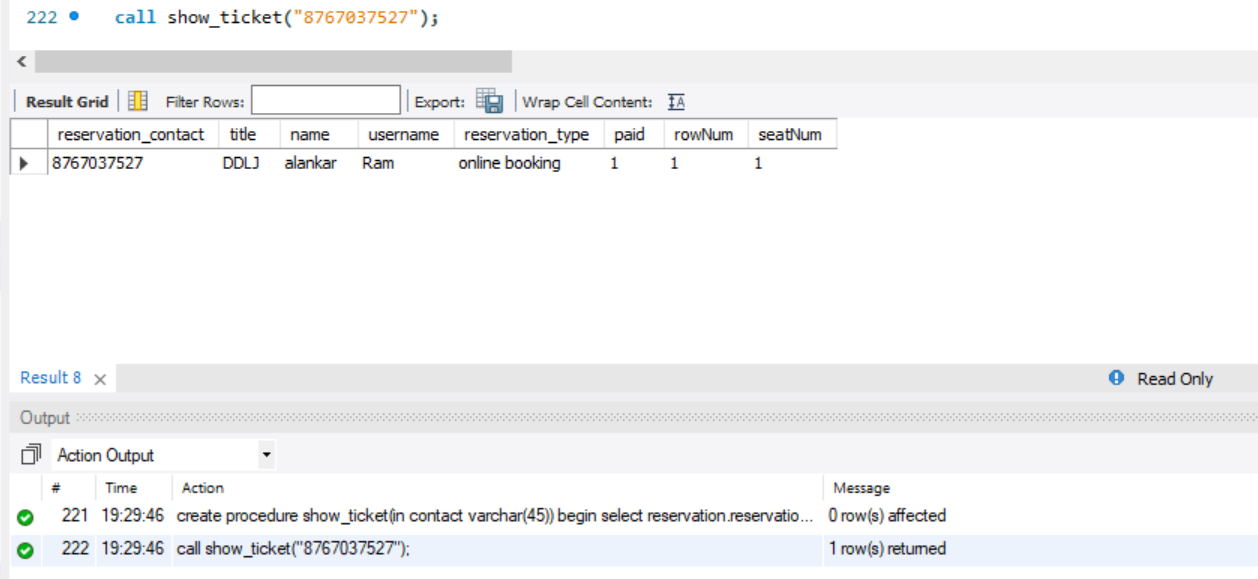 222 call show_ticket("8767037527");
Result Grid Filter Rows: Export: Wrap Cell Content: IA
reservation_contact title name username reservation_type paid rowNum seatNum
8767037527 DDLJ alankar Ram online booking 1 1 1
Result 8 Read Only
Output
Action Output
# Time Action Message
221 19:29:46 create procedure show_ticket(in contact varchar(45)) begin select reservation.reservatio... 0 row(s) affected
222 19:29:46 call show_ticket("8767037527"); 1 row(s) returned